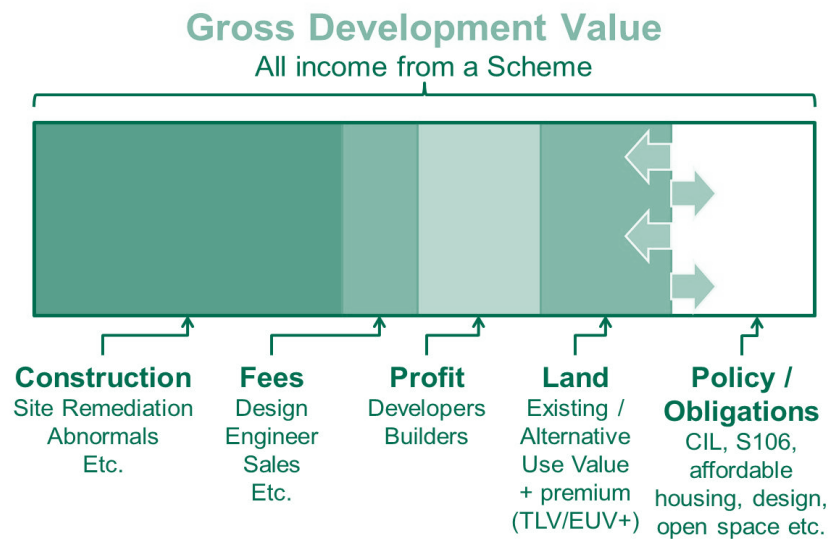 Gross Development Value
All income from a Scheme
Construction
Site Remediation
Abnormals
Etc.
Fees
Design
Engineer
Sales
Etc.
Profit
Developers
Builders
Land
Existing /
Alternative
Use Value
+ premium
(TLV/EUV+)
Policy /
Obligations
CIL, S106,
affordable
housing, design,
open space etc.